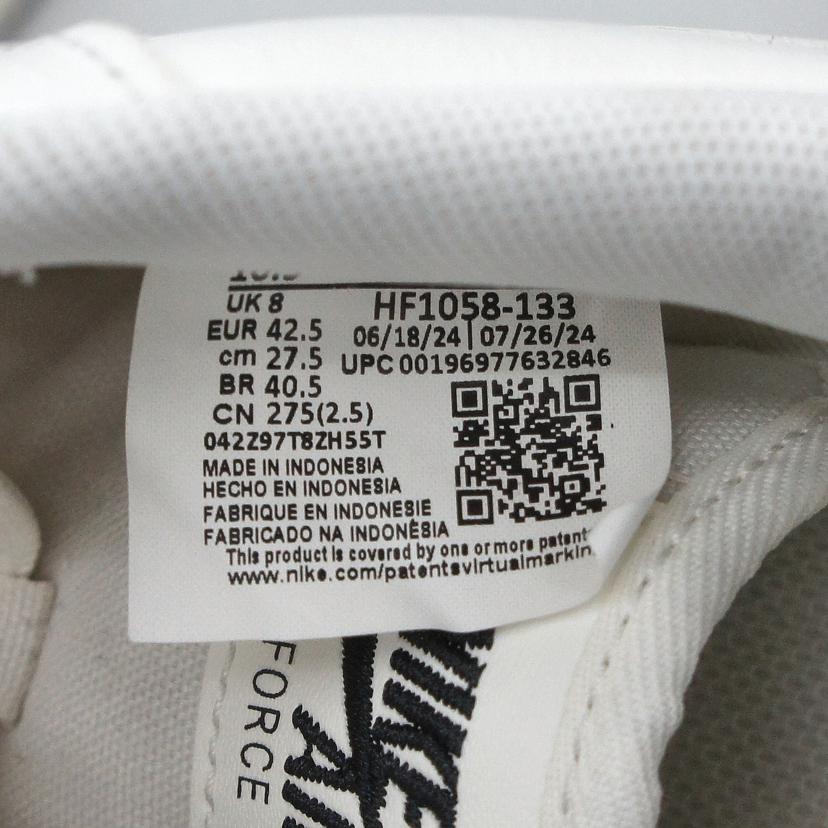 UK 8
EUR 42.5
cm 27.5
BR 40.5
CN 275(2.5)
042Z97T8ZH55T
HF1058-133
06/18/24 | 07/26/24
UPC 00196977632846
MADE IN INDONESIA
HECHO EN INDONESIA
FABRIQUE EN INDONESIE
FABRICADO NA INDONÉSIA
This product is covered by one or more patent
www.nike.com/patentsvirtualmarkin
FORCE
AIR
NIKE